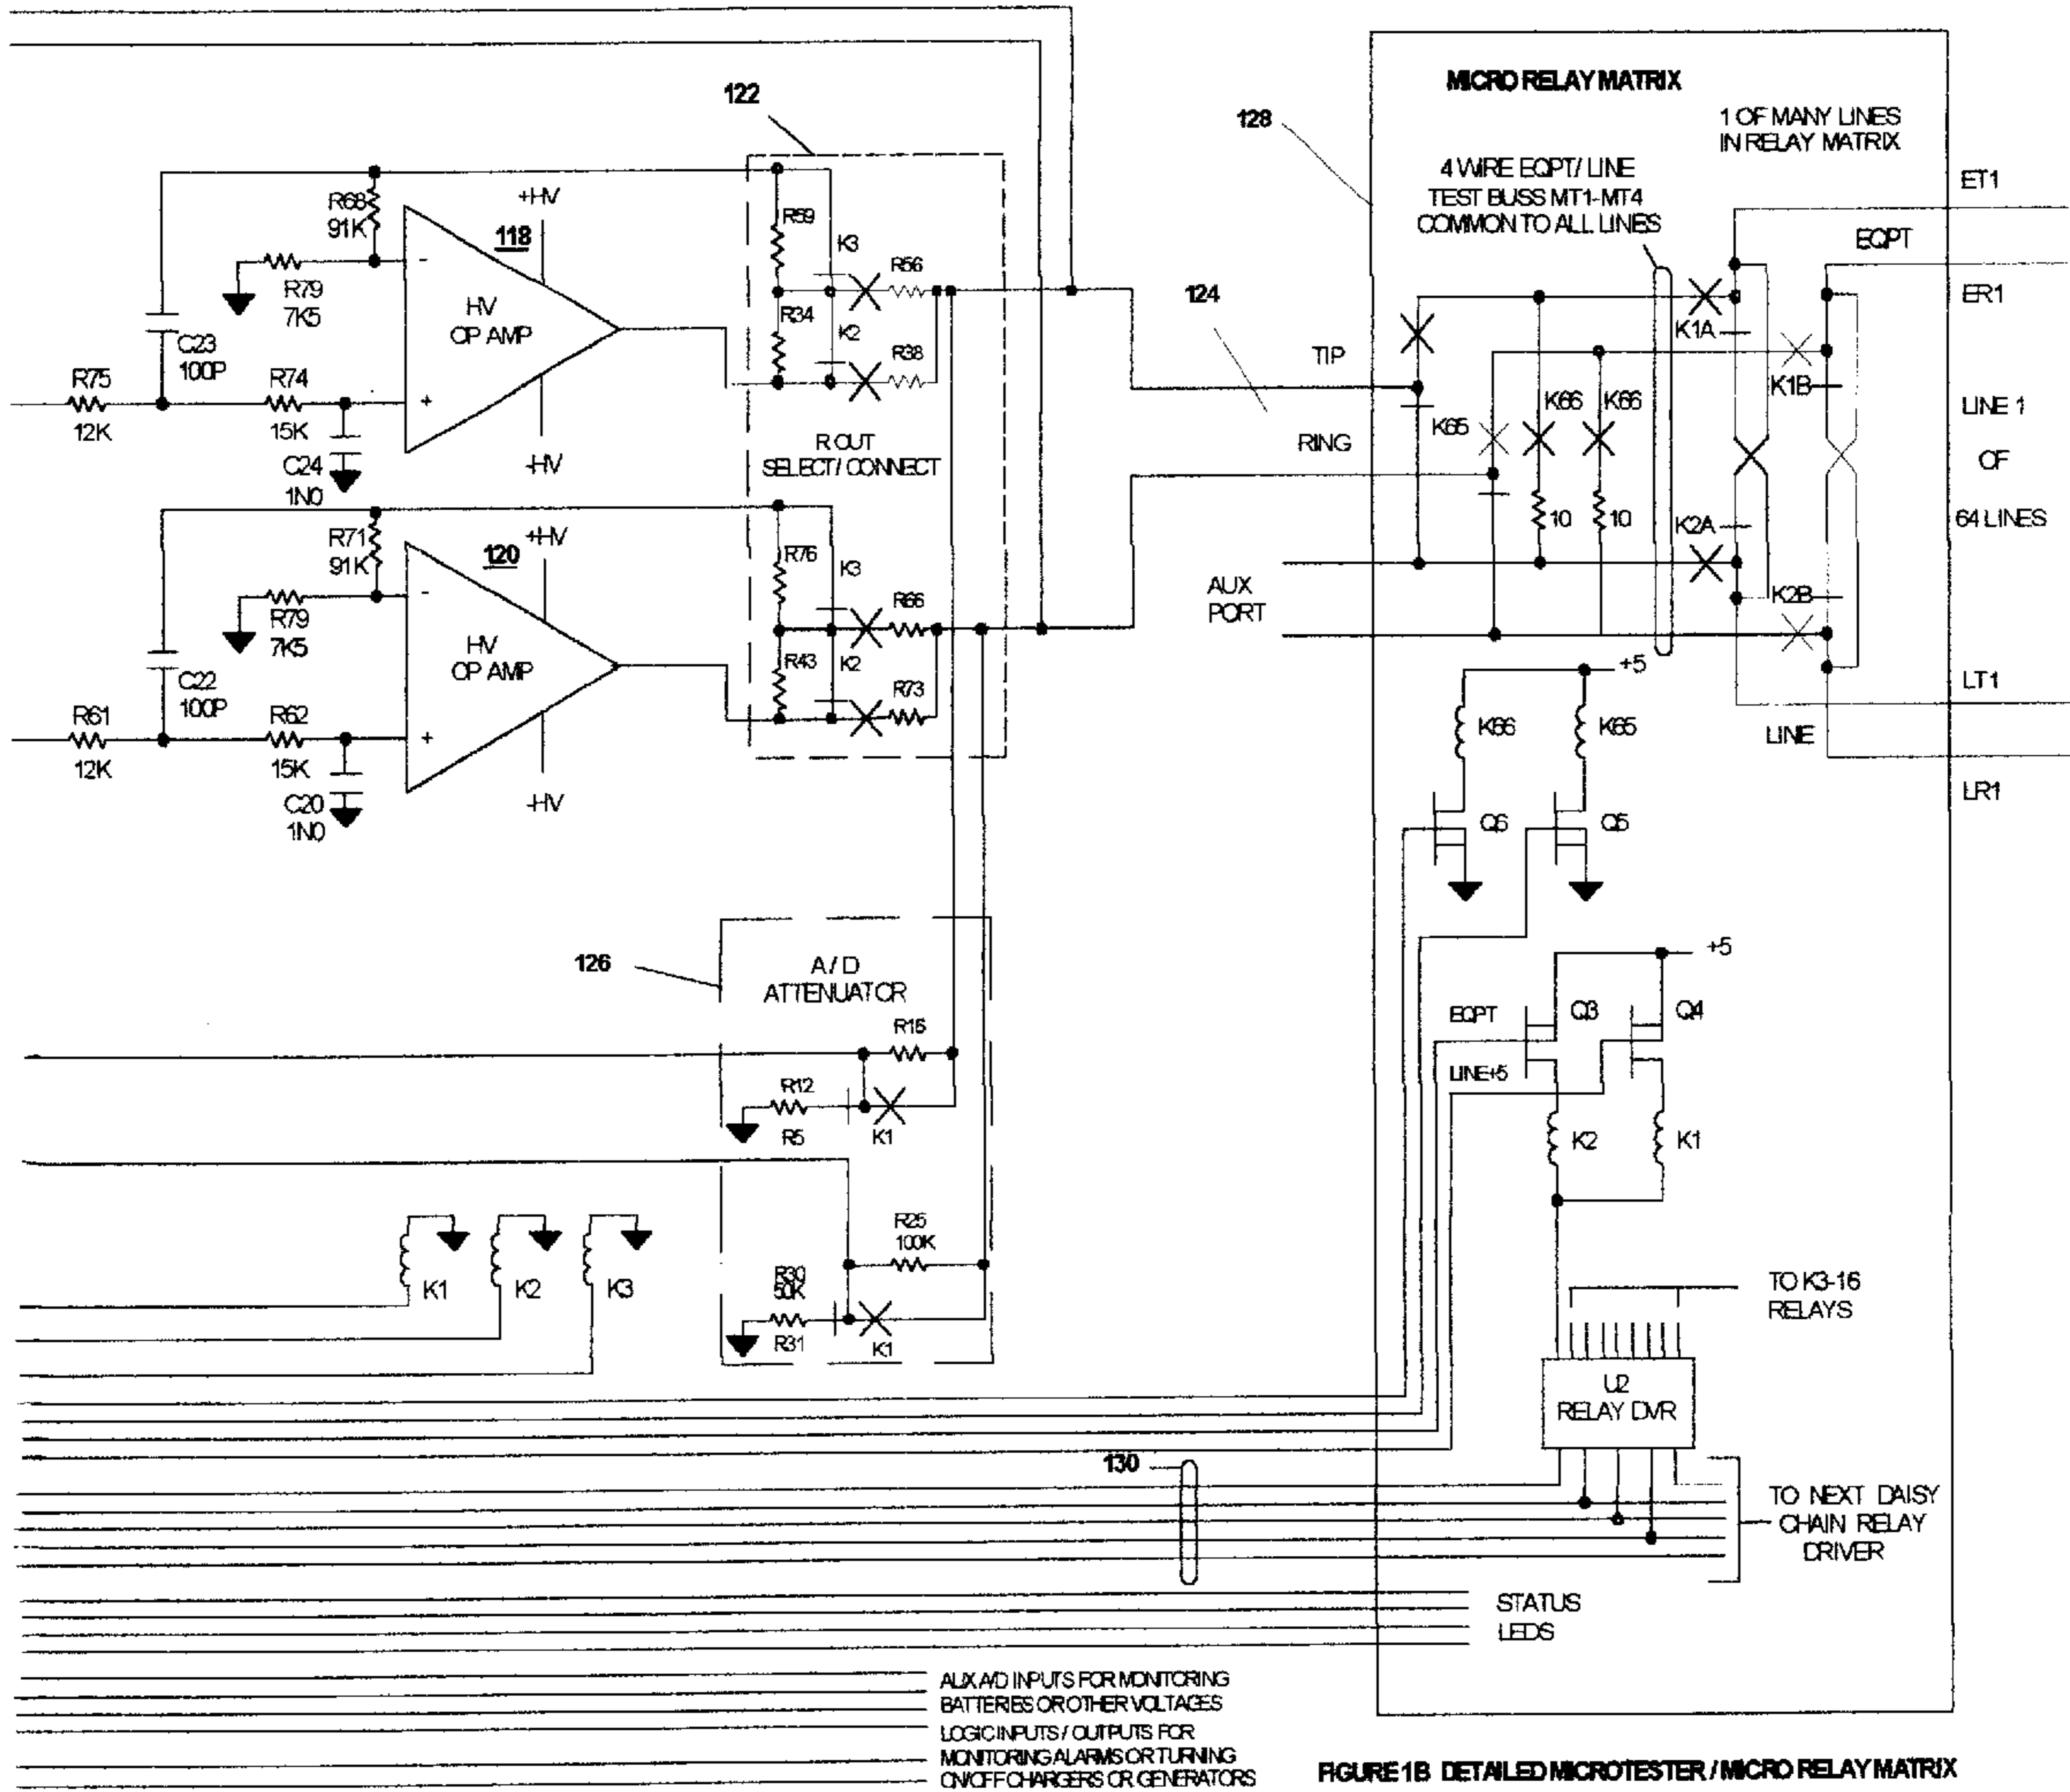 122
R68
91K
+HV
118
-
R79
7K5
HV
OP AMP
C23
100P
R75
12K
R74
15K
+
C24
1N0
-HV
R59
K3
R56
R34
K2
R38
R OUT
SELECT / CONNECT
R71
91K
+HV
120
-
R79
7K5
HV
OP AMP
C22
100P
R61
12K
R62
15K
+
C20
1N0
-HV
R76
K3
R66
R43
K2
R73
124
TIP
RING
AUX
PORT
128
MICRO RELAY MATRIX
1 OF MANY LINES
IN RELAY MATRIX
4 WIRE EQPT / LINE
TEST BUSS MT1-MT4
COMMON TO ALL LINES
ET1
EQPT
ER1
K1A
K1B
K65
K66
K66
LINE 1
OF
64 LINES
10
10
K2A
K2B
LT1
LINE
LR1
+5
K66
K65
Q6
Q5
+5
EQPT
Q3
Q4
LINE+5
K2
K1
126
A / D
ATTENUATOR
R16
R12
R5
K1
R25
100K
R30
50K
R31
K1
K1
K2
K3
TO K3-16
RELAYS
U2
RELAY DVR
130
TO NEXT DAISY
CHAIN RELAY
DRIVER
STATUS
LEDS
AUX A/D INPUTS FOR MONITORING
BATTERIES OR OTHER VOLTAGES
LOGIC INPUTS / OUTPUTS FOR
MONITORING ALARMS OR TURNING
ON/OFF CHARGERS OR GENERATORS
FIGURE 1B DETAILED MICROTESTER / MICRO RELAY MATRIX